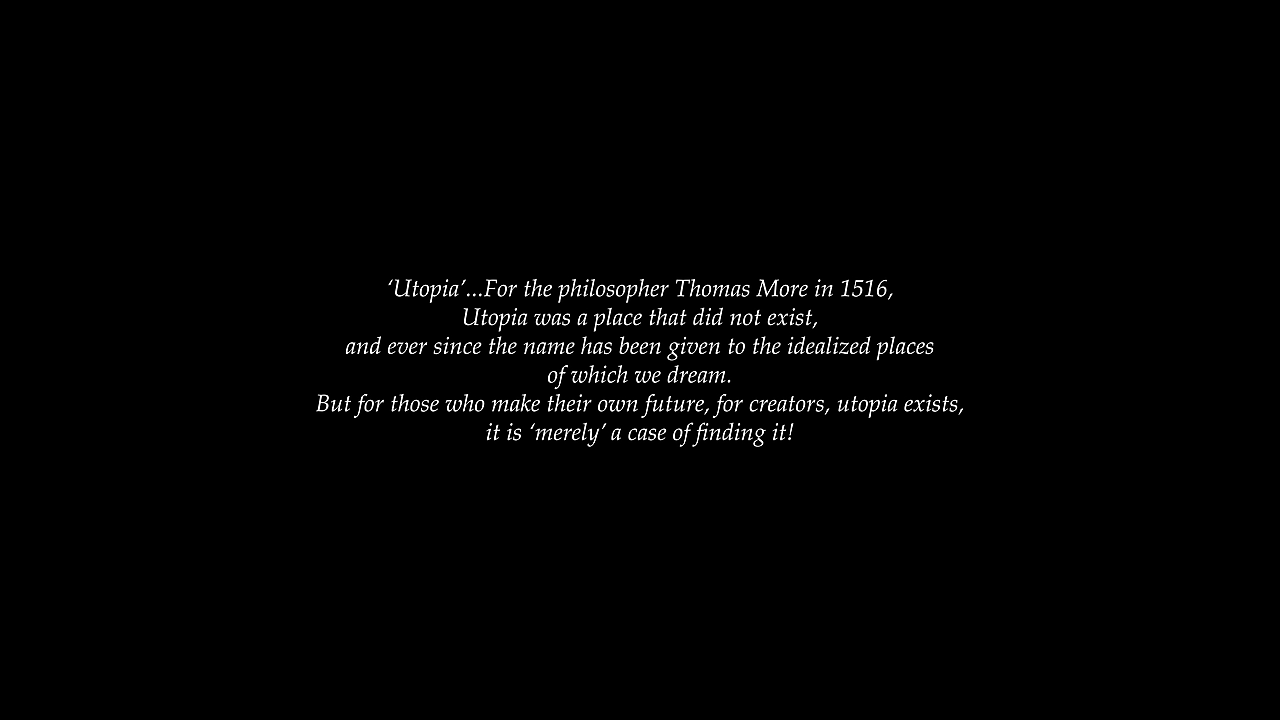 ‘Utopia’...For the philosopher Thomas More in 1516,
Utopia was a place that did not exist,
and ever since the name has been given to the idealized places
of which we dream.
But for those who make their own future, for creators, utopia exists,
it is ‘merely’ a case of finding it!